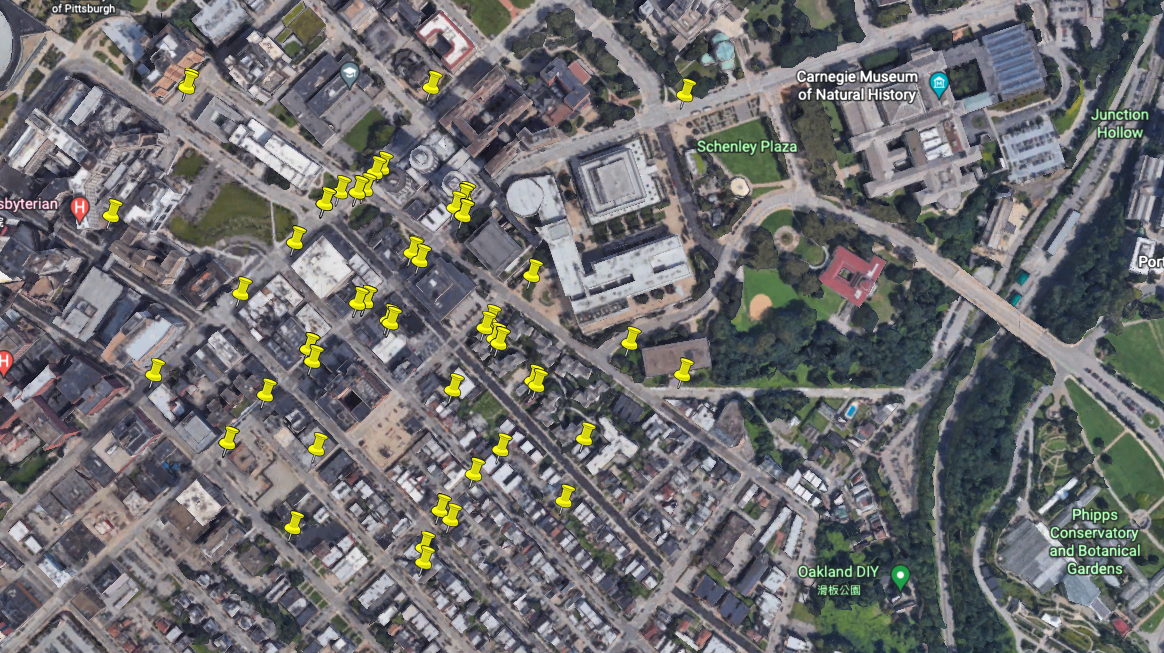 of Pittsburgh
Carnegie Museum
of Natural History
Schenley Plaza
Junction
Hollow
sbyterian
H
Port
H
Phipps
Conservatory
and Botanical
Gardens
Oakland DIY
滑板公園